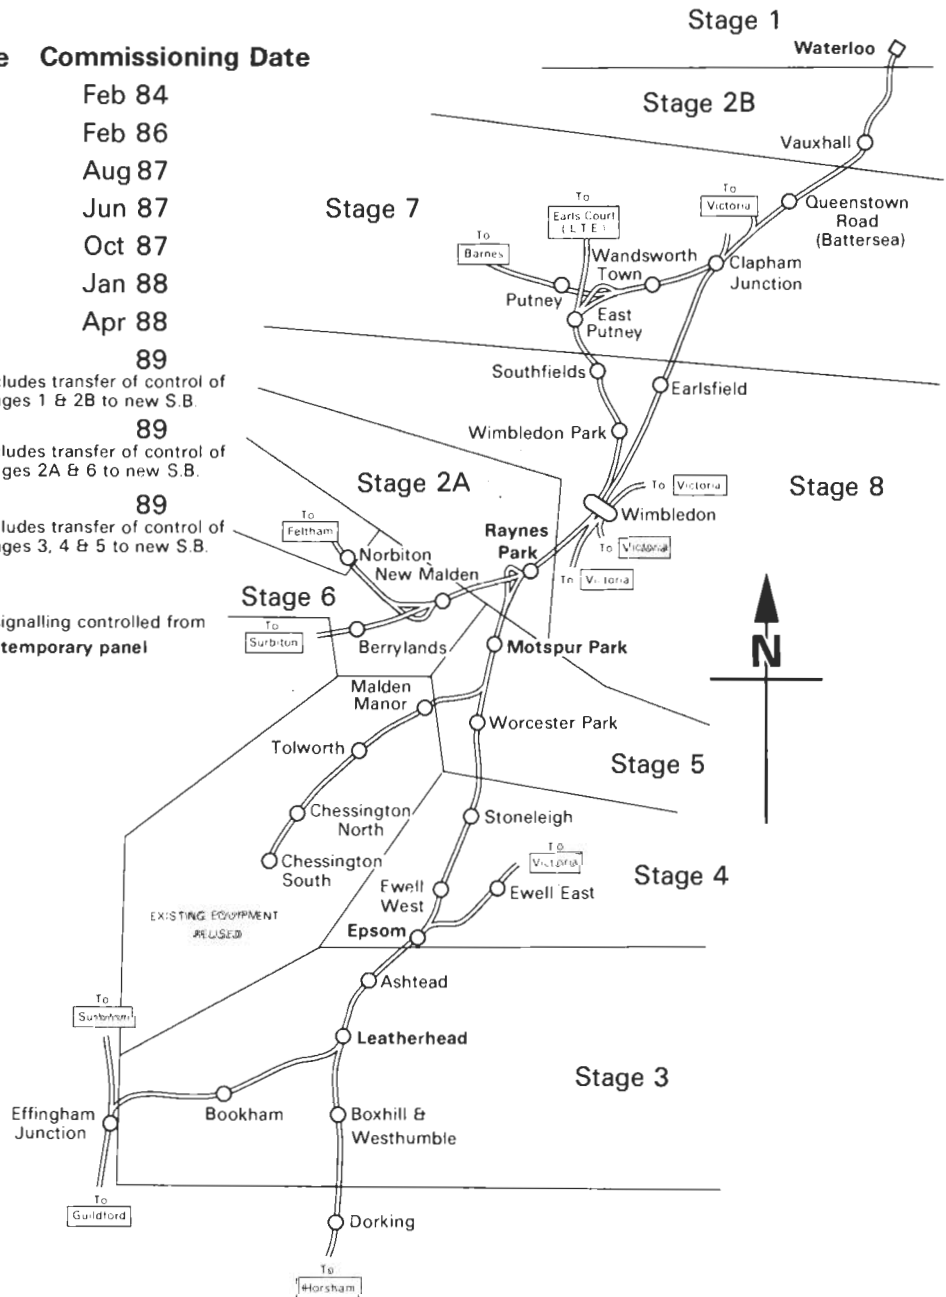 Stage 1
Waterloo
e Commissioning Date
Feb 84
Feb 86
Aug 87
Jun 87
Oct 87
Jan 88
Apr 88
89
cludes transfer of control of
ges 1 & 2B to new S.B.
89
cludes transfer of control of
ges 2A & 6 to new S.B.
89
cludes transfer of control of
ges 3, 4 & 5 to new S.B.
signalling controlled from
temporary panel
Stage 2B
Vauxhall
Stage 7
To
Victoria
Queenstown
Road
(Battersea)
To
Earls Court
(L T E)
To
Barnes
Wandsworth
Town
Clapham
Junction
Putney
East
Putney
Southfields
Earlsfield
Wimbledon Park
Stage 8
Stage 2A
To
Victoria
Wimbledon
To
Victoria
To
Victoria
Raynes
Park
To
Feltham
Norbiton
New Malden
Stage 6
To
Surbiton
Berrylands
Motspur Park
N
Malden
Manor
Worcester Park
Tolworth
Stage 5
Chessington
North
Stoneleigh
Chessington
South
To
Victoria
Ewell
West
Ewell East
Stage 4
EXISTING EQUIPMENT
REUSED
Epsom
Ashtead
To
Surbiton
Leatherhead
Stage 3
Effingham
Junction
Bookham
Boxhill &
Westhumble
To
Guildford
Dorking
To
Horsham